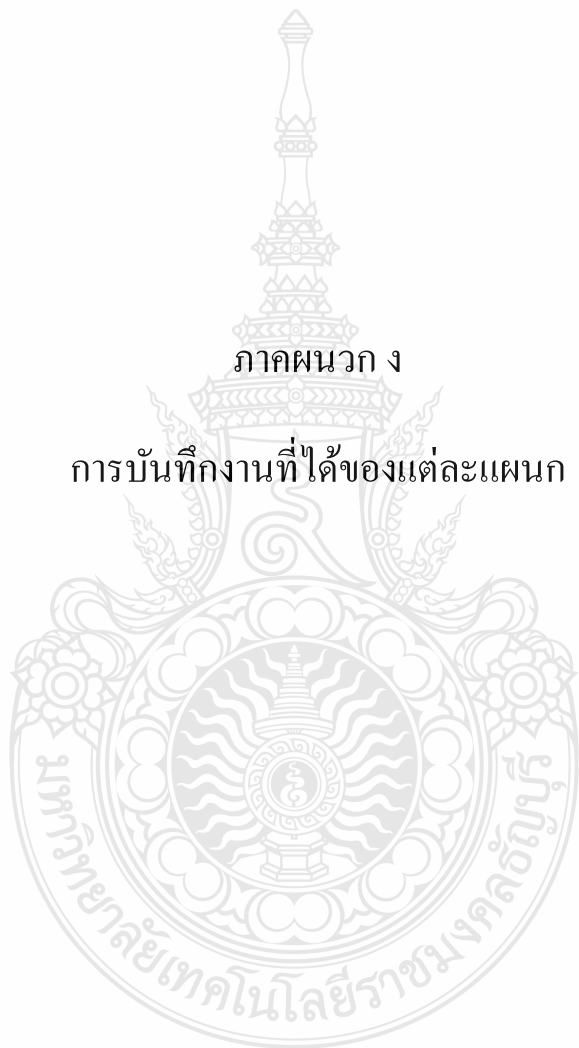 ภาคผนวก ง
การบันทึกงานที่ได้ของแต่ละแผนก
มหาวิทยาลัยเทคโนโลยีราชมงคลธัญบุรี